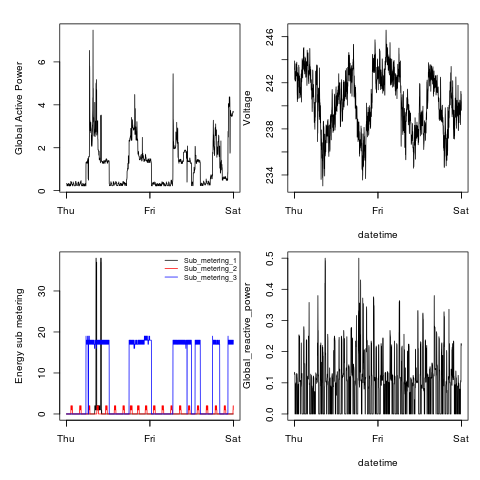 Global Active Power
6
4
2
0
Thu
Fri
Sat
Voltage
246
242
238
234
Thu
Fri
Sat
datetime
Energy sub metering
30
20
10
0
Sub_metering_1
Sub_metering_2
Sub_metering_3
Thu
Fri
Sat
Global_reactive_power
0.5
0.4
0.3
0.2
0.1
0.0
Thu
Fri
Sat
datetime